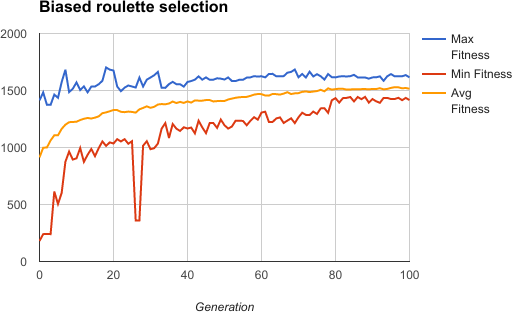 Biased roulette selection
2000
1500
1000
500
0
0 20 40 60 80 100
Generation
Max
Fitness
Min Fitness
Avg
Fitness